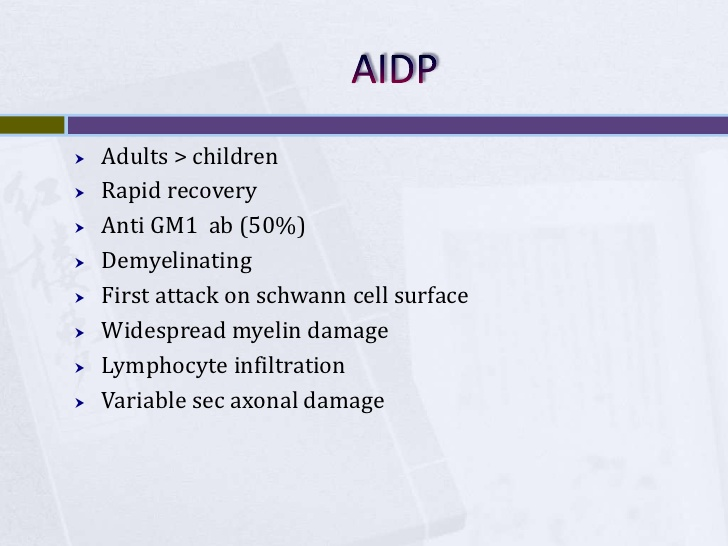 AIDP
Adults > children
Rapid recovery
Anti GM1 ab (50%)
Demyelinating
First attack on schwann cell surface
Widespread myelin damage
Lymphocyte infiltration
Variable sec axonal damage